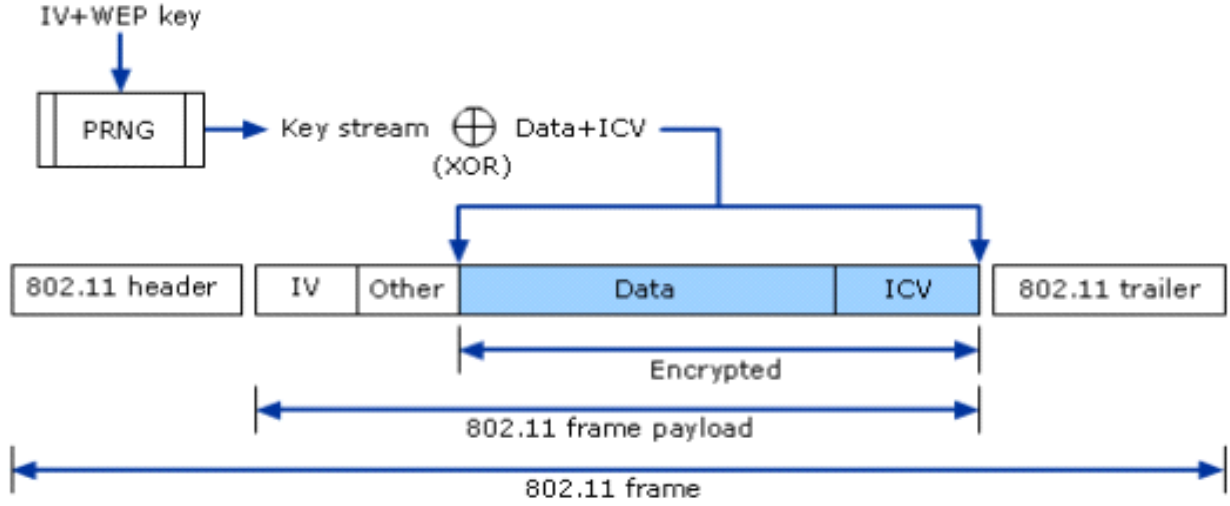 IV+WEP key
PRNG
Key stream
Data+ICV
(XOR)
802.11 header
IV
Other
Data
ICV
802.11 trailer
Encrypted
802.11 frame payload
802.11 frame